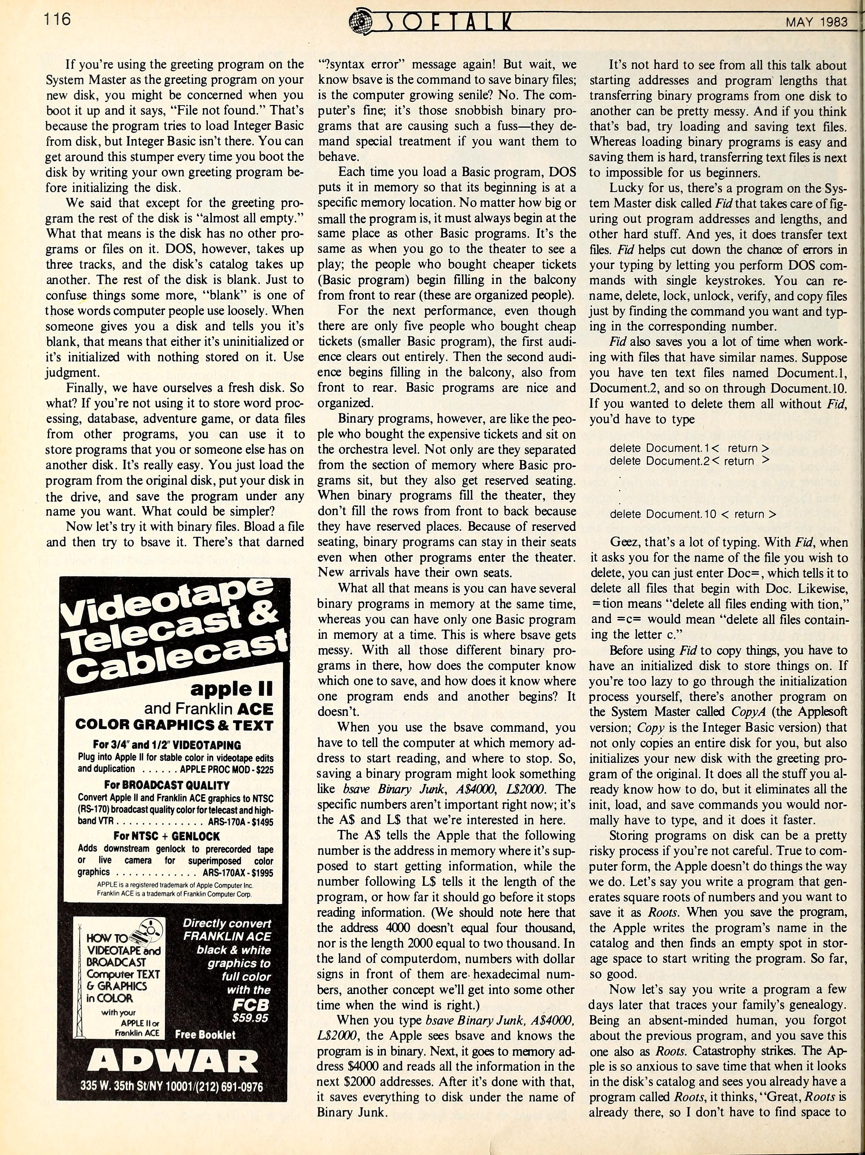 116
SOFTALK
MAY 1983
If you're using the greeting program on the
System Master as the greeting program on your
new disk, you might be concerned when you
boot it up and it says, "File not found." That's
because the program tries to load Integer Basic
from disk, but Integer Basic isn't there. You can
get around this stumper every time you boot the
disk by writing your own greeting program be-
fore initializing the disk.
We said that except for the greeting pro-
gram the rest of the disk is "almost all empty."
What that means is the disk has no other pro-
grams or files on it. DOS, however, takes up
three tracks, and the disk's catalog takes up
another. The rest of the disk is blank. Just to
confuse things some more, "blank" is one of
those words computer people use loosely. When
someone gives you a disk and tells you it's
blank, that means that either it's uninitialized or
it's initialized with nothing stored on it. Use
judgment.
Finally, we have ourselves a fresh disk. So
what? If you're not using it to store word proc-
essing, database, adventure game, or data files
from other programs, you can use it to
store programs that you or someone else has on
another disk. It's really easy. You just load the
program from the original disk, put your disk in
the drive, and save the program under any
name you want. What could be simpler?
Now let's try it with binary files. Bload a file
and then try to bsave it. There's that darned
Videotape
Telecast &
Cablecast
apple II
and Franklin ACE
COLOR GRAPHICS & TEXT
For 3/4" and 1/2" VIDEOTAPING
Plug into Apple II for stable color in videotape edits
and duplication . . . . . . APPLE PROC MOD - $225
For BROADCAST QUALITY
Convert Apple II and Franklin ACE graphics to NTSC
(RS-170) broadcast quality color for telecast and high-
band VTR . . . . . . . . . . . . . . ARS-170A - $1495
For NTSC + GENLOCK
Adds downstream genlock to prerecorded tape
or live camera for superimposed color
graphics . . . . . . . . . . . . . ARS-170AX - $1995
APPLE is a registered trademark of Apple Computer Inc.
Franklin ACE is a trademark of Franklin Computer Corp.
HOW TO
VIDEOTAPE and
BROADCAST
Computer TEXT
& GRAPHICS
in COLOR
with your
APPLE II or
Franklin ACE
Directly convert
FRANKLIN ACE
black & white
graphics to
full color
with the
FCB
$59.95
Free Booklet
ADWAR
335 W. 35th St/NY 10001/(212) 691-0976
"?syntax error" message again! But wait, we
know bsave is the command to save binary files;
is the computer growing senile? No. The com-
puter's fine; it's those snobbish binary pro-
grams that are causing such a fuss—they de-
mand special treatment if you want them to
behave.
Each time you load a Basic program, DOS
puts it in memory so that its beginning is at a
specific memory location. No matter how big or
small the program is, it must always begin at the
same place as other Basic programs. It's the
same as when you go to the theater to see a
play; the people who bought cheaper tickets
(Basic program) begin filling in the balcony
from front to rear (these are organized people).
For the next performance, even though
there are only five people who bought cheap
tickets (smaller Basic program), the first audi-
ence clears out entirely. Then the second audi-
ence begins filling in the balcony, also from
front to rear. Basic programs are nice and
organized.
Binary programs, however, are like the peo-
ple who bought the expensive tickets and sit on
the orchestra level. Not only are they separated
from the section of memory where Basic pro-
grams sit, but they also get reserved seating.
When binary programs fill the theater, they
don't fill the rows from front to back because
they have reserved places. Because of reserved
seating, binary programs can stay in their seats
even when other programs enter the theater.
New arrivals have their own seats.
What all that means is you can have several
binary programs in memory at the same time,
whereas you can have only one Basic program
in memory at a time. This is where bsave gets
messy. With all those different binary pro-
grams in there, how does the computer know
which one to save, and how does it know where
one program ends and another begins? It
doesn't.
When you use the bsave command, you
have to tell the computer at which memory ad-
dress to start reading, and where to stop. So,
saving a binary program might look something
like bsave Binary Junk, A$4000, L$2000. The
specific numbers aren't important right now; it's
the A$ and L$ that we're interested in here.
The A$ tells the Apple that the following
number is the address in memory where it's sup-
posed to start getting information, while the
number following L$ tells it the length of the
program, or how far it should go before it stops
reading information. (We should note here that
the address 4000 doesn't equal four thousand,
nor is the length 2000 equal to two thousand. In
the land of computerdom, numbers with dollar
signs in front of them are hexadecimal num-
bers, another concept we'll get into some other
time when the wind is right.)
When you type bsave Binary Junk, A$4000,
L$2000, the Apple sees bsave and knows the
program is in binary. Next, it goes to memory ad-
dress $4000 and reads all the information in the
next $2000 addresses. After it's done with that,
it saves everything to disk under the name of
Binary Junk.
It's not hard to see from all this talk about
starting addresses and program lengths that
transferring binary programs from one disk to
another can be pretty messy. And if you think
that's bad, try loading and saving text files.
Whereas loading binary programs is easy and
saving them is hard, transferring text files is next
to impossible for us beginners.
Lucky for us, there's a program on the Sys-
tem Master disk called Fid that takes care of fig-
uring out program addresses and lengths, and
other hard stuff. And yes, it does transfer text
files. Fid helps cut down the chance of errors in
your typing by letting you perform DOS com-
mands with single keystrokes. You can re-
name, delete, lock, unlock, verify, and copy files
just by finding the command you want and typ-
ing in the corresponding number.
Fid also saves you a lot of time when work-
ing with files that have similar names. Suppose
you have ten text files named Document.1,
Document.2, and so on through Document.10.
If you wanted to delete them all without Fid,
you'd have to type
delete Document.1 < return >
delete Document.2 < return >
.
.
.
delete Document.10 < return >
Geez, that's a lot of typing. With Fid, when
it asks you for the name of the file you wish to
delete, you can just enter Doc=, which tells it to
delete all files that begin with Doc. Likewise,
=tion means "delete all files ending with tion,"
and =c= would mean "delete all files contain-
ing the letter c."
Before using Fid to copy things, you have to
have an initialized disk to store things on. If
you're too lazy to go through the initialization
process yourself, there's another program on
the System Master called CopyA (the Applesoft
version; Copy is the Integer Basic version) that
not only copies an entire disk for you, but also
initializes your new disk with the greeting pro-
gram of the original. It does all the stuff you al-
ready know how to do, but it eliminates all the
init, load, and save commands you would nor-
mally have to type, and it does it faster.
Storing programs on disk can be a pretty
risky process if you're not careful. True to com-
puter form, the Apple doesn't do things the way
we do. Let's say you write a program that gen-
erates square roots of numbers and you want to
save it as Roots. When you save the program,
the Apple writes the program's name in the
catalog and then finds an empty spot in stor-
age space to start writing the program. So far,
so good.
Now let's say you write a program a few
days later that traces your family's genealogy.
Being an absent-minded human, you forgot
about the previous program, and you save this
one also as Roots. Catastrophy strikes. The Ap-
ple is so anxious to save time that when it looks
in the disk's catalog and sees you already have a
program called Roots, it thinks, "Great, Roots is
already there, so I don't have to find space to